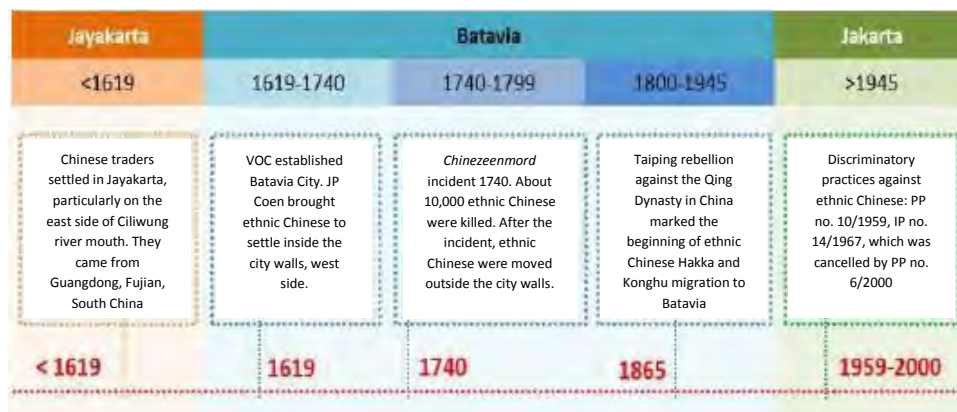 Jayakarta
Batavia
Jakarta
<1619
1619-1740
1740-1799
1800-1945
>1945
Chinese traders
settled in Jayakarta,
particularly on the
east side of Ciliwung
river mouth. They
came from
Guangdong, Fujian,
South China
VOC established
Batavia City. JP
Coen brought
ethnic Chinese to
settle inside the
city walls, west
side.
Chinezeenmord
incident 1740. About
10,000 ethnic Chinese
were killed. After the
incident, ethnic
Chinese were moved
outside the city walls.
Taiping rebellion
against the Qing
Dynasty in China
marked the
beginning of ethnic
Chinese Hakka and
Konghu migration to
Batavia
Discriminatory
practices against
ethnic Chinese: PP
no. 10/1959, IP no.
14/1967, which was
cancelled by PP no.
6/2000
< 1619
1619
1740
1865
1959-2000